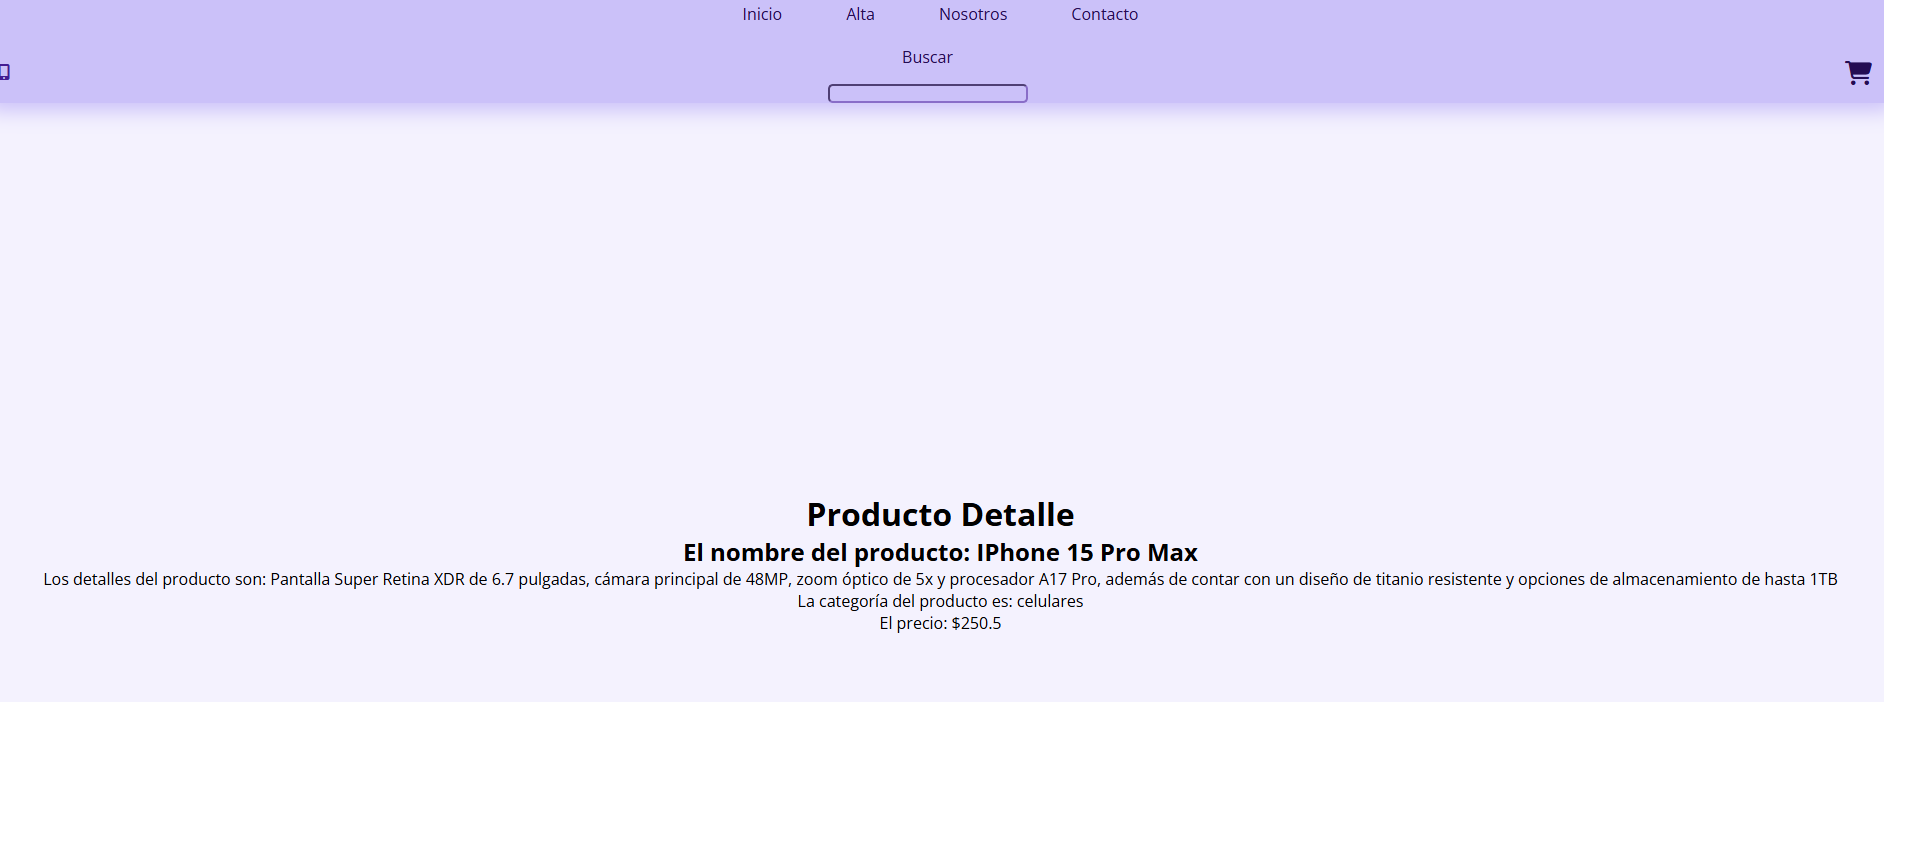 Inicio Alta Nosotros Contacto
Buscar
Producto Detalle
El nombre del producto: IPhone 15 Pro Max
Los detalles del producto son: Pantalla Super Retina XDR de 6.7 pulgadas, cámara principal de 48MP, zoom óptico de 5x y procesador A17 Pro, además de contar con un diseño de titanio resistente y opciones de almacenamiento de hasta 1TB
La categoría del producto es: celulares
El precio: $250.5